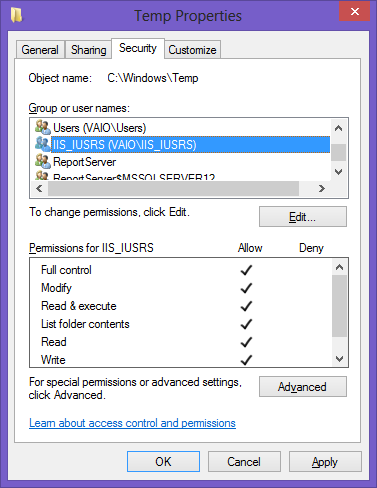 Temp Properties
General Sharing Security Customize
Object name: C:\Windows\Temp
Group or user names:
Users (VAIO\Users)
IIS_IUSRS (VAIO\IIS_IUSRS)
ReportServer
ReportServer$MSSQLSERVER12
To change permissions, click Edit. Edit...
Permissions for IIS_IUSRS Allow Deny
Full control
Modify
Read & execute
List folder contents
Read
Write
For special permissions or advanced settings, Advanced
click Advanced.
Learn about access control and permissions
OK Cancel Apply